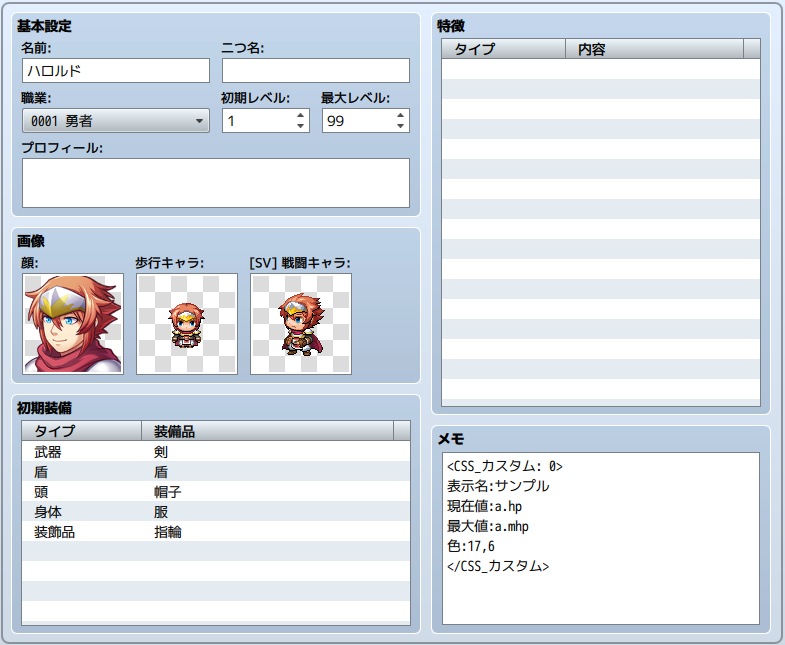 基本設定
名前:
二つ名:
ハロルド
職業:
初期レベル:
最大レベル:
0001 勇者
1
99
プロフィール:
画像
顔:
歩行キャラ:
[SV] 戦闘キャラ:
初期装備
タイプ 装備品
武器 剣
盾 盾
頭 帽子
身体 服
装飾品 指輪
特徴
タイプ 内容
メモ
<CSS_カスタム: 0>
表示名:サンプル
現在値:a.hp
最大値:a.mhp
色:17,6
</CSS_カスタム>